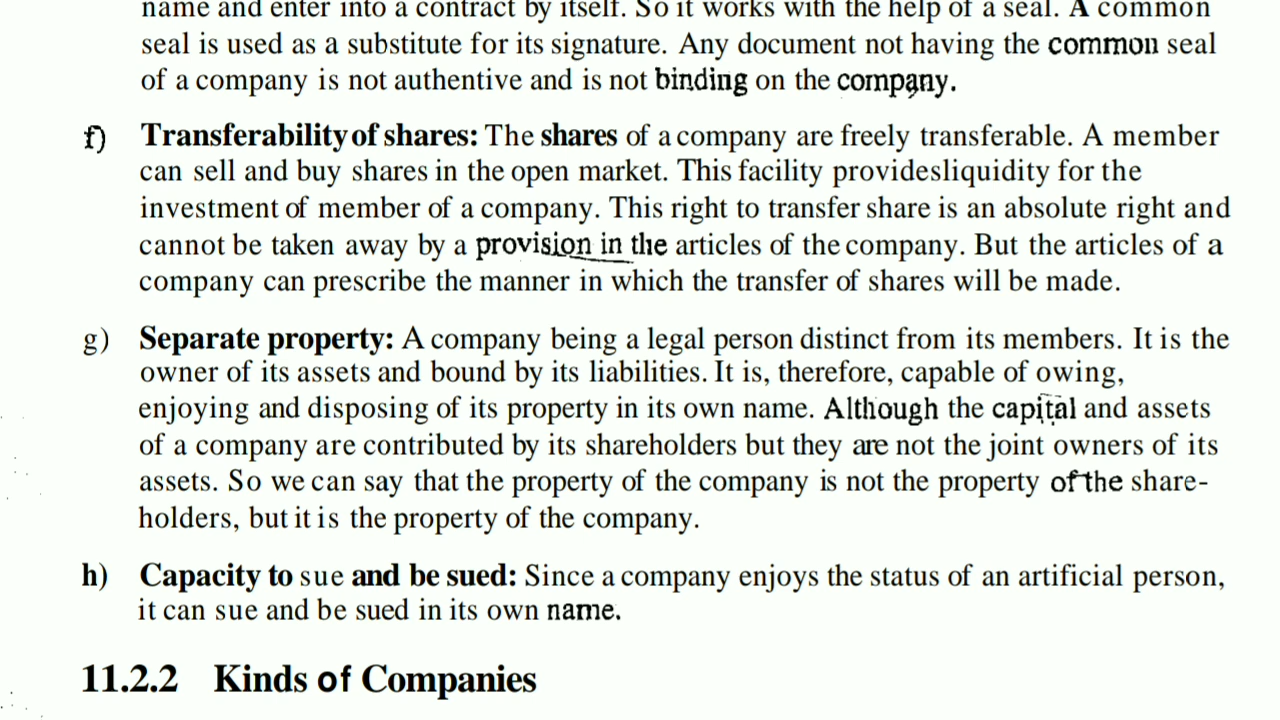 name and enter into a contract by itself. So it works with the help of a seal. A common
seal is used as a substitute for its signature. Any document not having the common seal
of a company is not authentive and is not binding on the company.
f) Transferability of shares: The shares of a company are freely transferable. A member
can sell and buy shares in the open market. This facility providesliquidity for the
investment of member of a company. This right to transfer share is an absolute right and
cannot be taken away by a provision in the articles of the company. But the articles of a
company can prescribe the manner in which the transfer of shares will be made.
g) Separate property: A company being a legal person distinct from its members. It is the
owner of its assets and bound by its liabilities. It is, therefore, capable of owing,
enjoying and disposing of its property in its own name. Although the capital and assets
of a company are contributed by its shareholders but they are not the joint owners of its
assets. So we can say that the property of the company is not the property of the share-
holders, but it is the property of the company.
h) Capacity to sue and be sued: Since a company enjoys the status of an artificial person,
it can sue and be sued in its own name.
11.2.2 Kinds of Companies